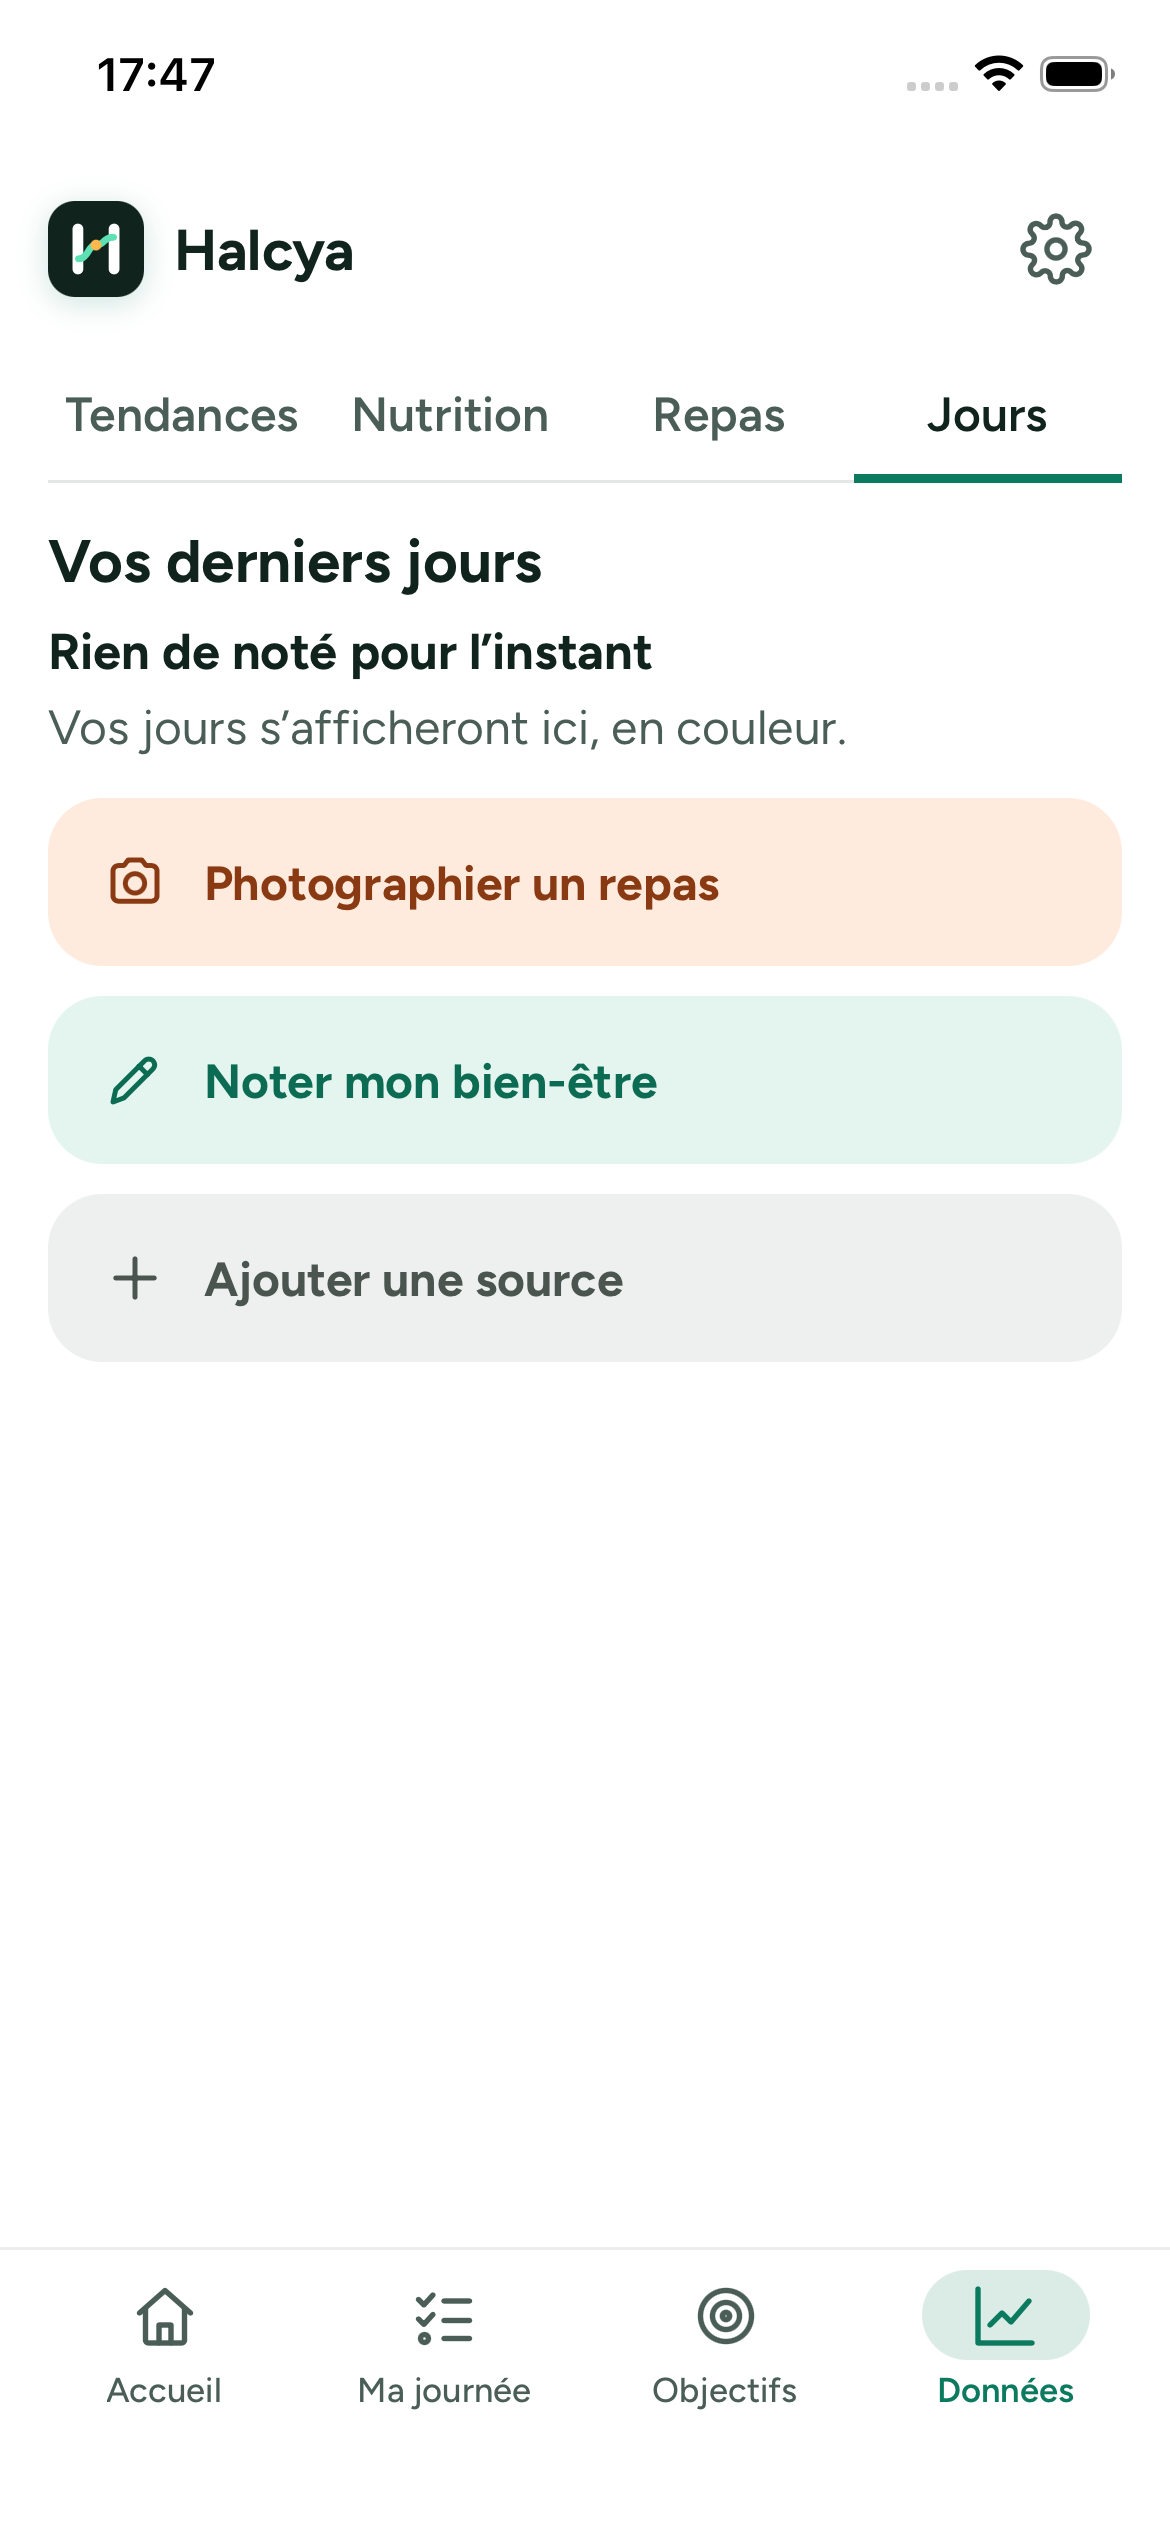 17:47
Halcya
Tendances Nutrition Repas Jours
Vos derniers jours
Rien de noté pour l’instant
Vos jours s’afficheront ici, en couleur.
Photographier un repas
Noter mon bien-être
Ajouter une source
Accueil Ma journée Objectifs Données